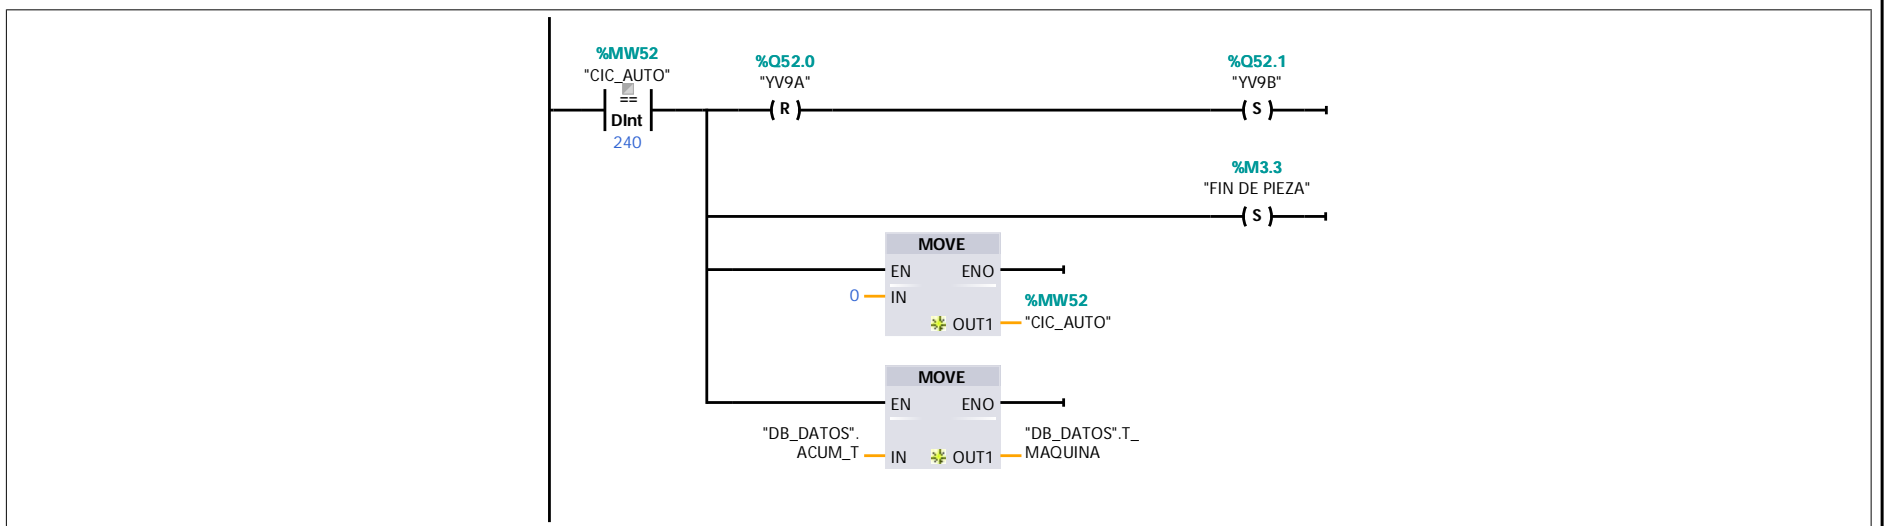 %MW52
"CIC_AUTO"
==
DInt
240
%Q52.0
"YV9A"
( R )
%Q52.1
"YV9B"
( S )
%M3.3
"FIN DE PIEZA"
( S )
MOVE
EN ENO
0 IN
OUT1
%MW52
"CIC_AUTO"
MOVE
EN ENO
"DB_DATOS".
ACUM_T
IN OUT1
"DB_DATOS".T_
MAQUINA